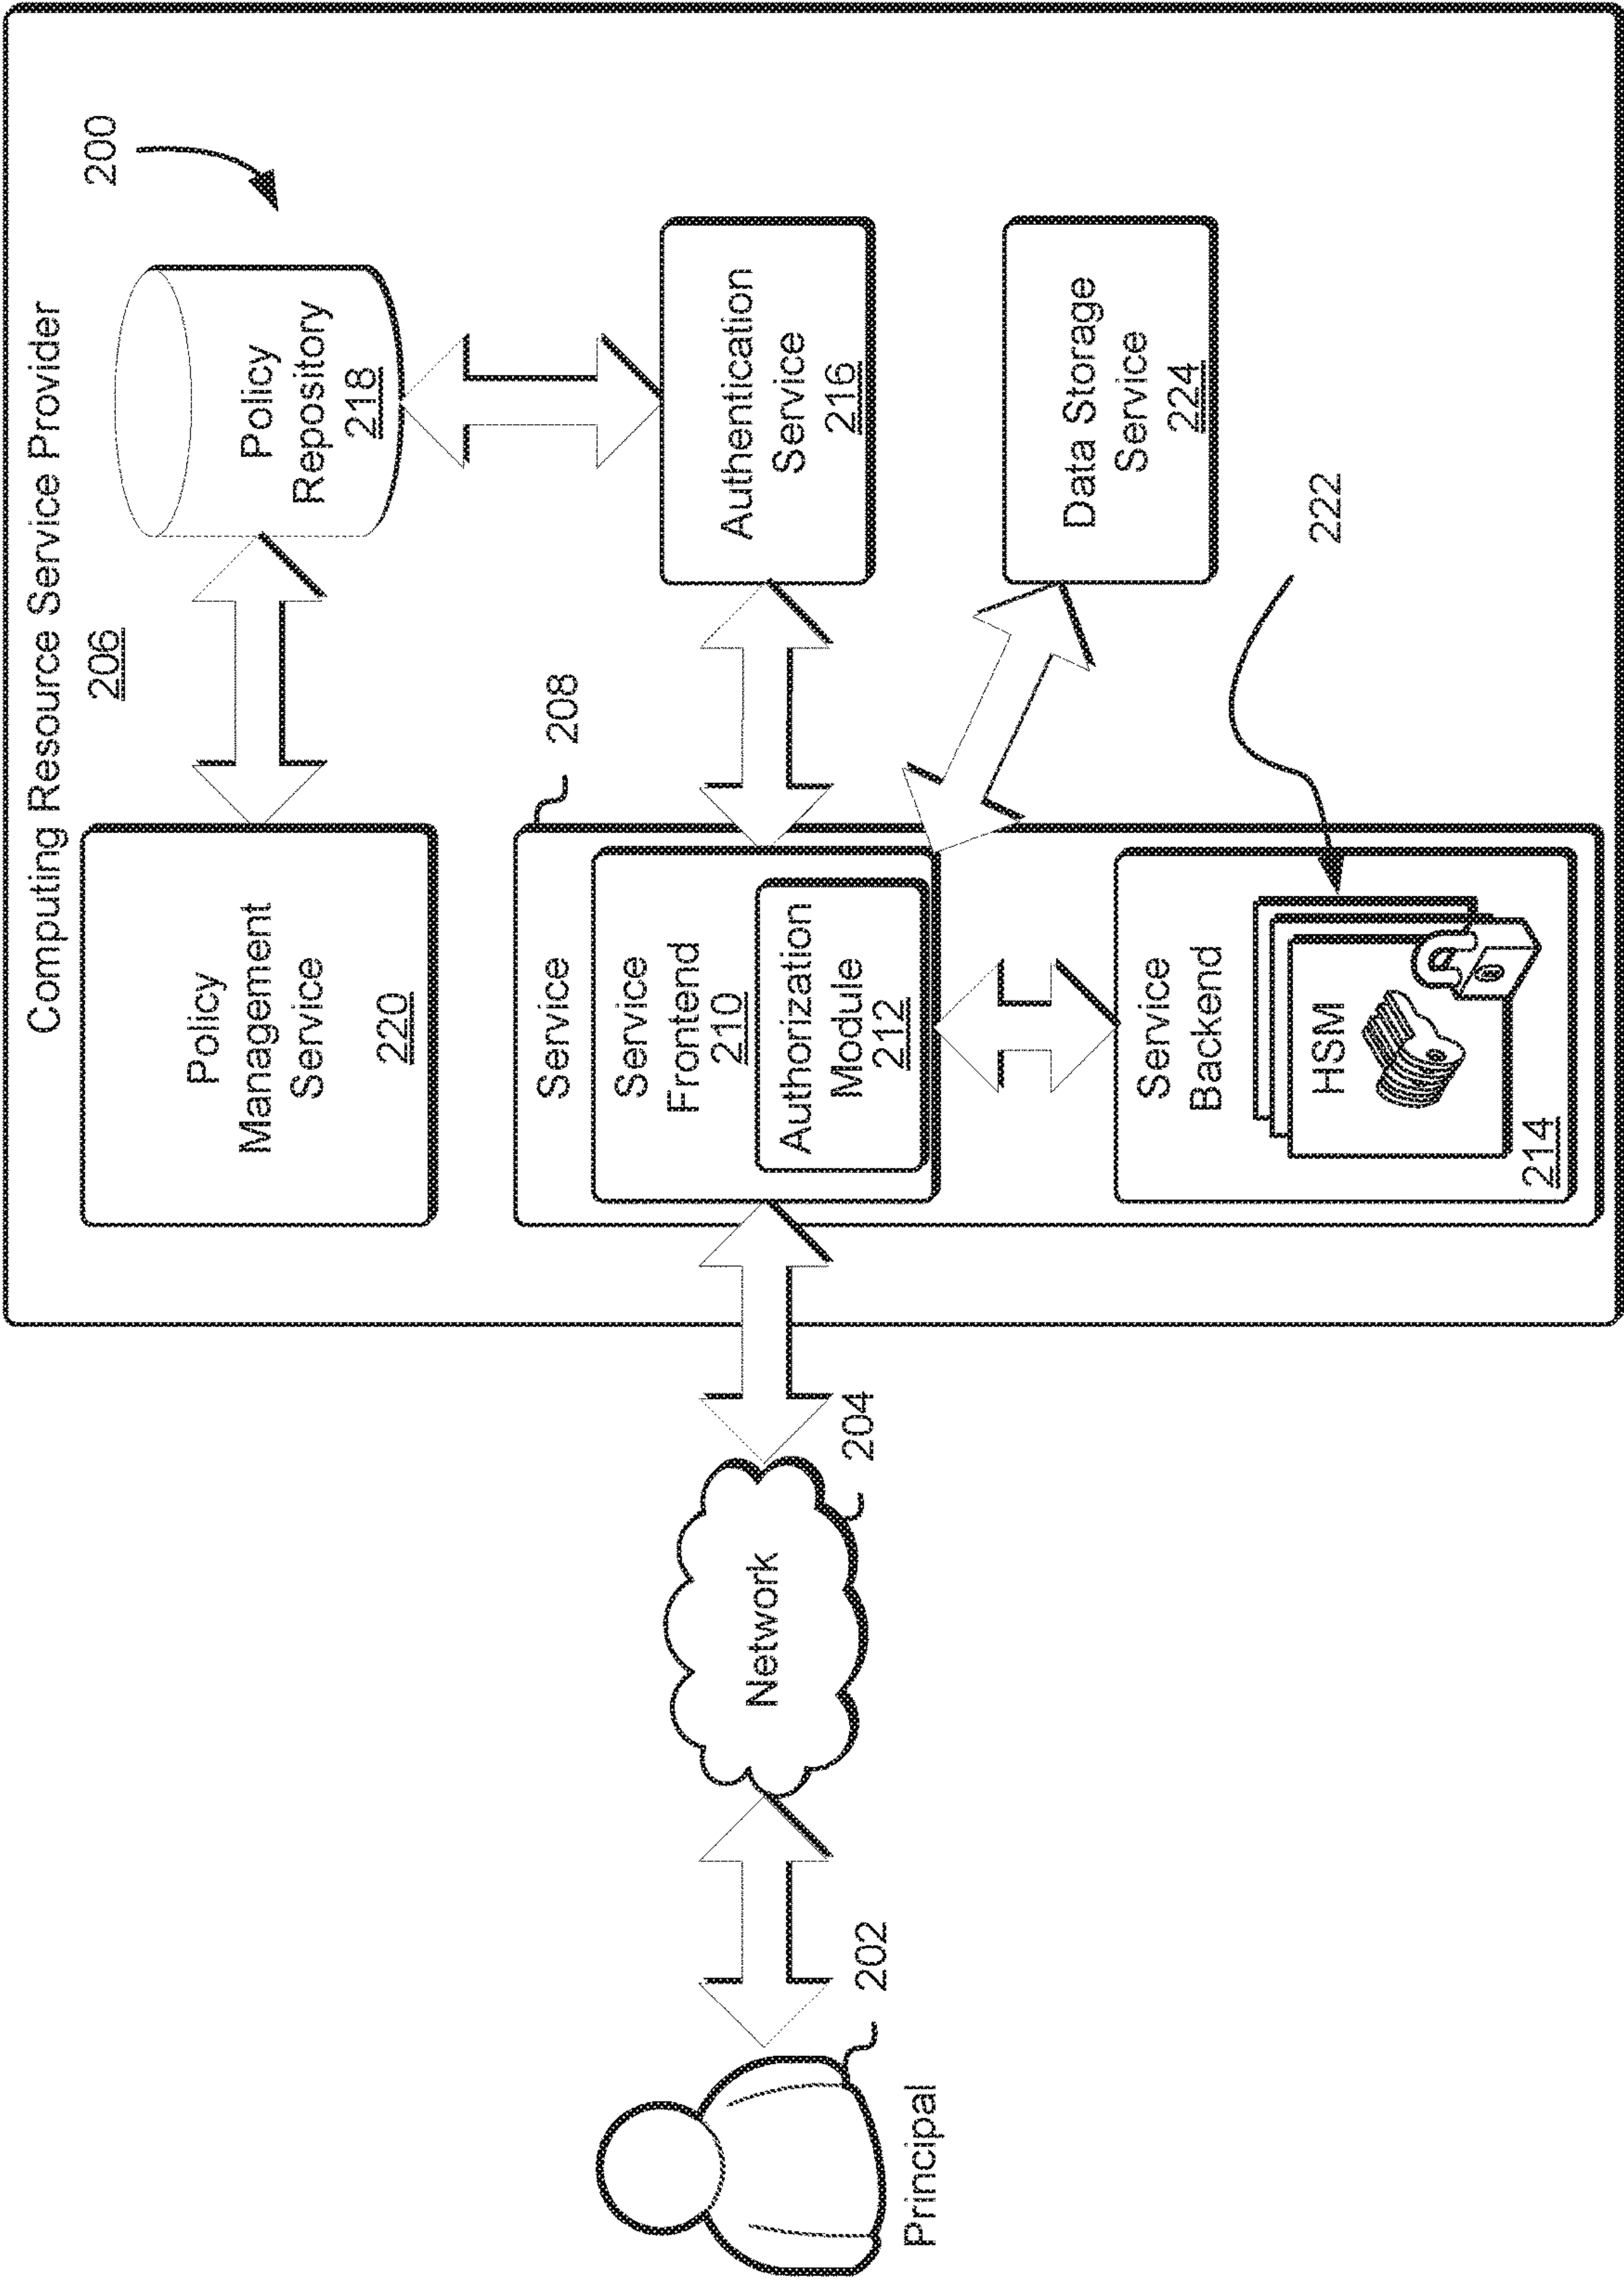 Computing Resource Service Provider
206
200
Policy
Management
Service
220
Policy
Repository
218
208
Service
Service
Frontend
210
Authorization
Module
212
Authentication
Service
216
Data Storage
Service
224
Service
Backend
HSM
214
222
Network
204
202
Principal